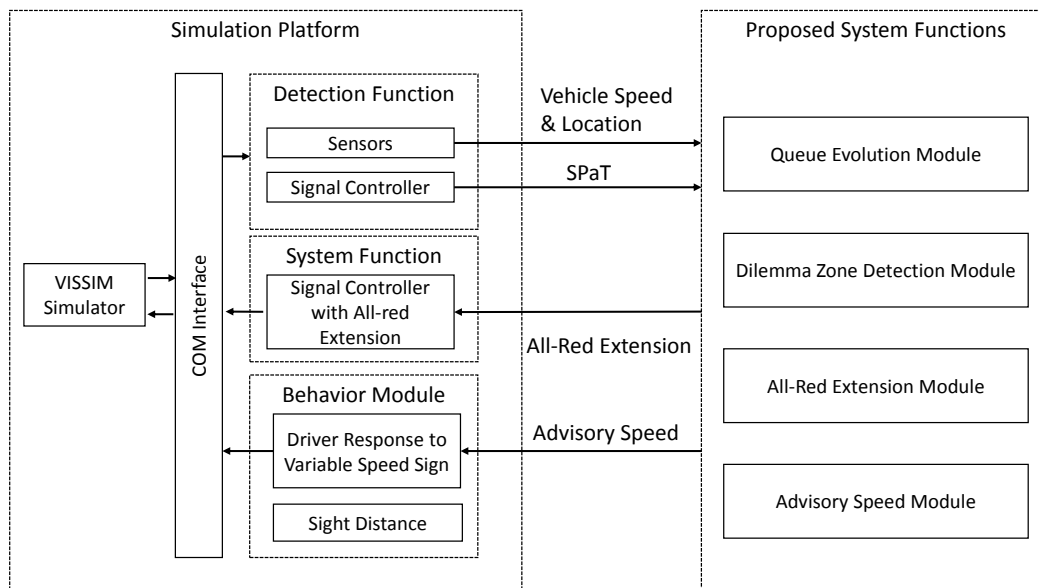 Simulation Platform
Proposed System Functions
Detection Function
Sensors
Signal Controller
Vehicle Speed
& Location
SPaT
Queue Evolution Module
System Function
Signal Controller
with All-red
Extension
VISSIM
Simulator
COM Interface
Dilemma Zone Detection Module
All-Red Extension
Behavior Module
Driver Response to
Variable Speed Sign
Sight Distance
Advisory Speed
All-Red Extension Module
Advisory Speed Module